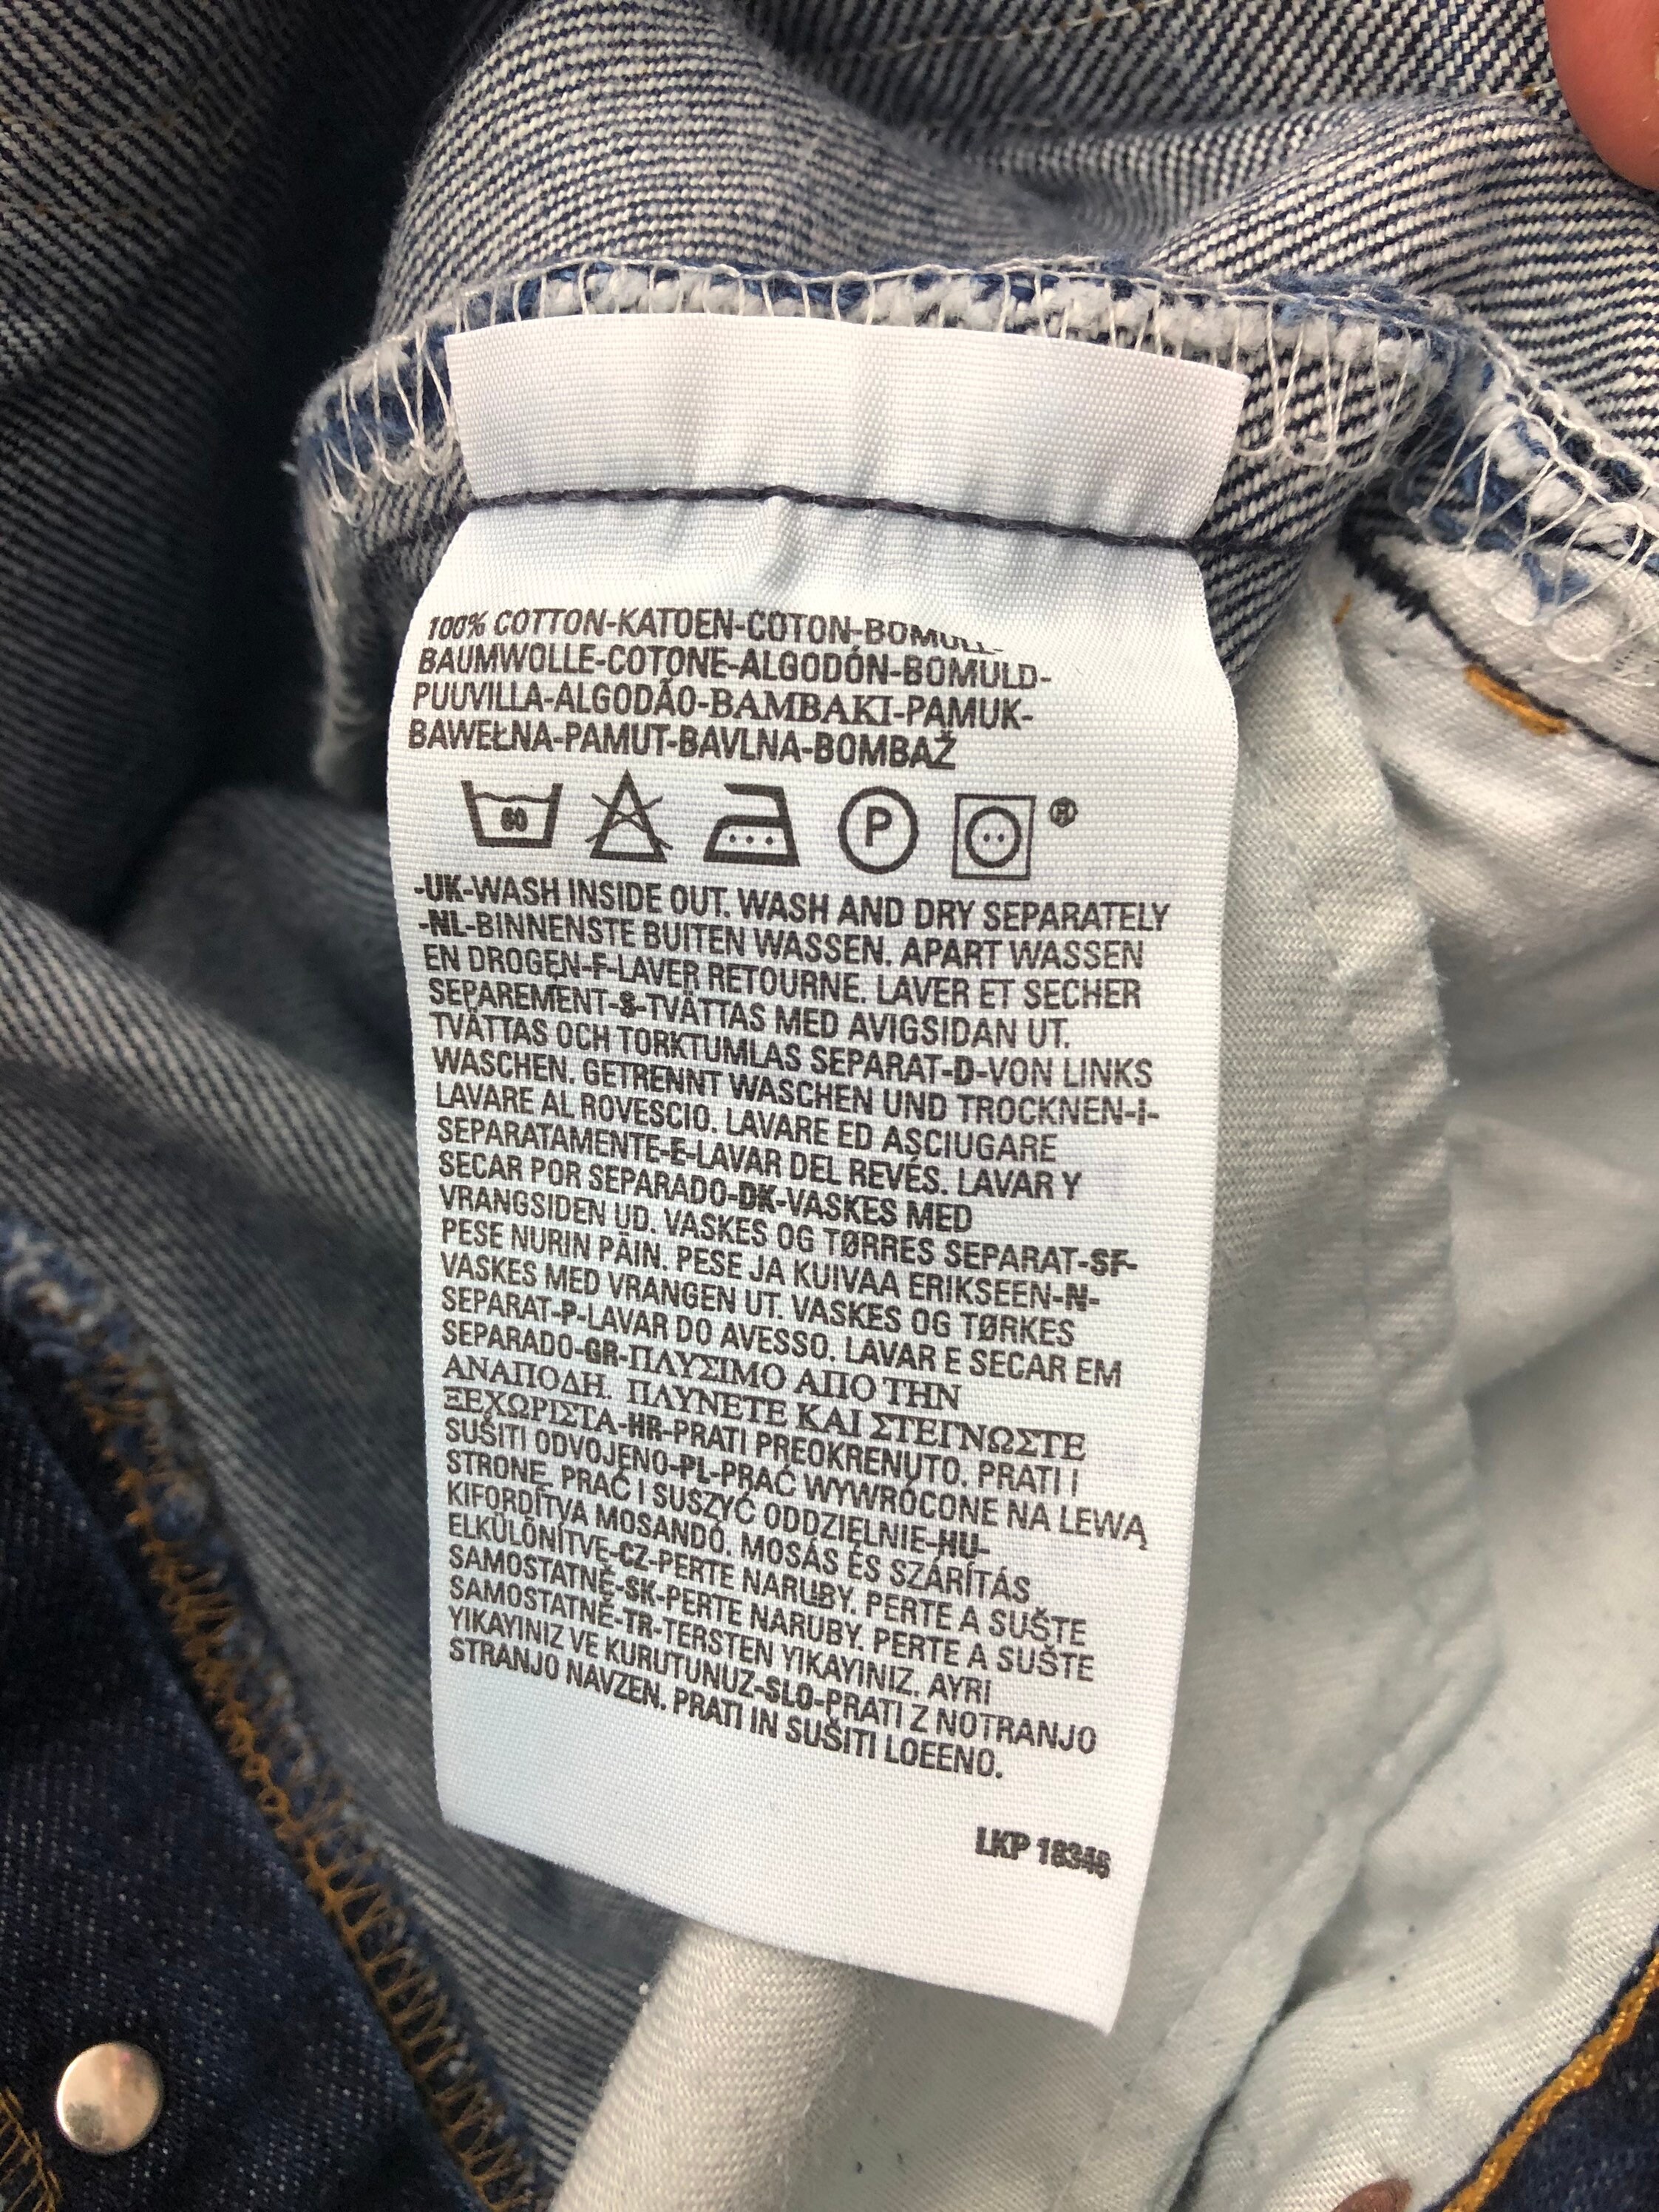 100% COTTON-KATOEN-COTON-BOMULL-
BAUMWOLLE-COTONE-ALGODÓN-BOMULD-
PUUVILLA-ALGODÃO-BAMBAKI-PAMUK-
BAWEŁNA-PAMUT-BAVLNA-BOMBAŽ
60 P ®
-UK-WASH INSIDE OUT. WASH AND DRY SEPARATELY
-NL-BINNENSTE BUITEN WASSEN. APART WASSEN
EN DROGEN-F-LAVER RETOURNE. LAVER ET SECHER
SEPAREMENT-S-TVÄTTAS MED AVIGSIDAN UT.
TVÄTTAS OCH TORKTUMLAS SEPARAT-D-VON LINKS
WASCHEN. GETRENNT WASCHEN UND TROCKNEN-I-
LAVARE AL ROVESCIO. LAVARE ED ASCIUGARE
SEPARATAMENTE-E-LAVAR DEL REVÉS. LAVAR Y
SECAR POR SEPARADO-DK-VASKES MED
VRANGSIDEN UD. VASKES OG TØRRES SEPARAT-SF-
PESE NURIN PÄIN. PESE JA KUIVAA ERIKSEEN-N-
VASKES MED VRANGEN UT. VASKES OG TØRKES
SEPARAT-P-LAVAR DO AVESSO. LAVAR E SECAR EM
SEPARADO-GR-ΠΛΥΣΙΜΟ ΑΠΟ ΤΗΝ
ΑΝΑΠΟΔΗ. ΠΛΥΝΕΤΕ ΚΑΙ ΣΤΕΓΝΩΣΤΕ
ΞΕΧΩΡΙΣΤΑ-HR-PRATI PREOKRENUTO. PRATI I
SUŠITI ODVOJENO-PL-PRAĆ WYWRÓCONE NA LEWĄ
STRONĘ. PRAĆ I SUSZYĆ ODDZIELNIE-HU-
KIFORDÍTVA MOSANDÓ. MOSÁS ÉS SZÁRÍTÁS
ELKÜLÖNÍTVE-CZ-PERTE NARUBY. PERTE A SUŠTE
SAMOSTATNĚ-SK-PERTE NARUBY. PERTE A SUŠTE
SAMOSTATNĚ-TR-TERSTEN YIKAYINIZ. AYRI
YIKAYINIZ VE KURUTUNUZ-SLO-PRATI Z NOTRANJO
STRANJO NAVZEN. PRATI IN SUŠITI LOEENO.
LKP 18346